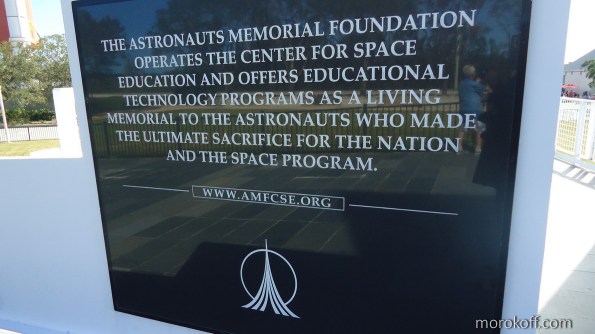 THE ASTRONAUTS MEMORIAL FOUNDATION
OPERATES THE CENTER FOR SPACE
EDUCATION AND OFFERS EDUCATIONAL
TECHNOLOGY PROGRAMS AS A LIVING
MEMORIAL TO THE ASTRONAUTS WHO MADE
THE ULTIMATE SACRIFICE FOR THE NATION
AND THE SPACE PROGRAM.
WWW.AMFCSE.ORG
morokoff.com